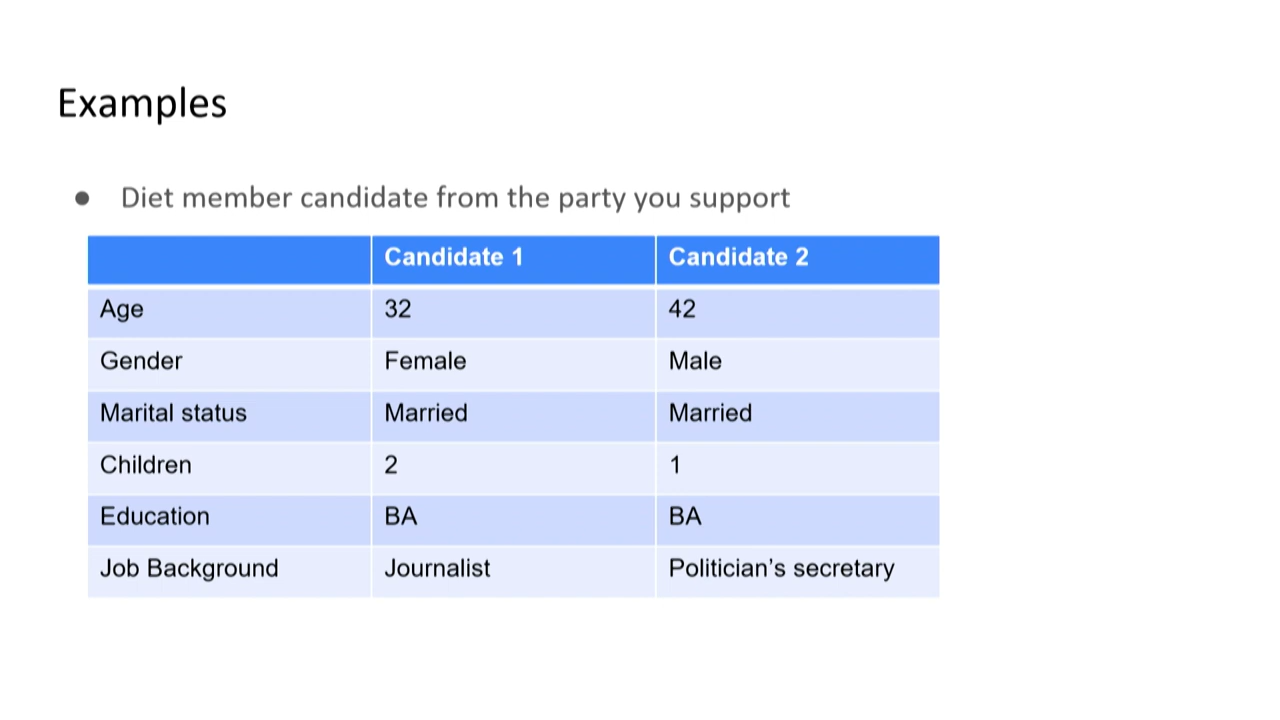 Examples
● Diet member candidate from the party you support
Candidate 1 Candidate 2
Age 32 42
Gender Female Male
Marital status Married Married
Children 2 1
Education BA BA
Job Background Journalist Politician’s secretary